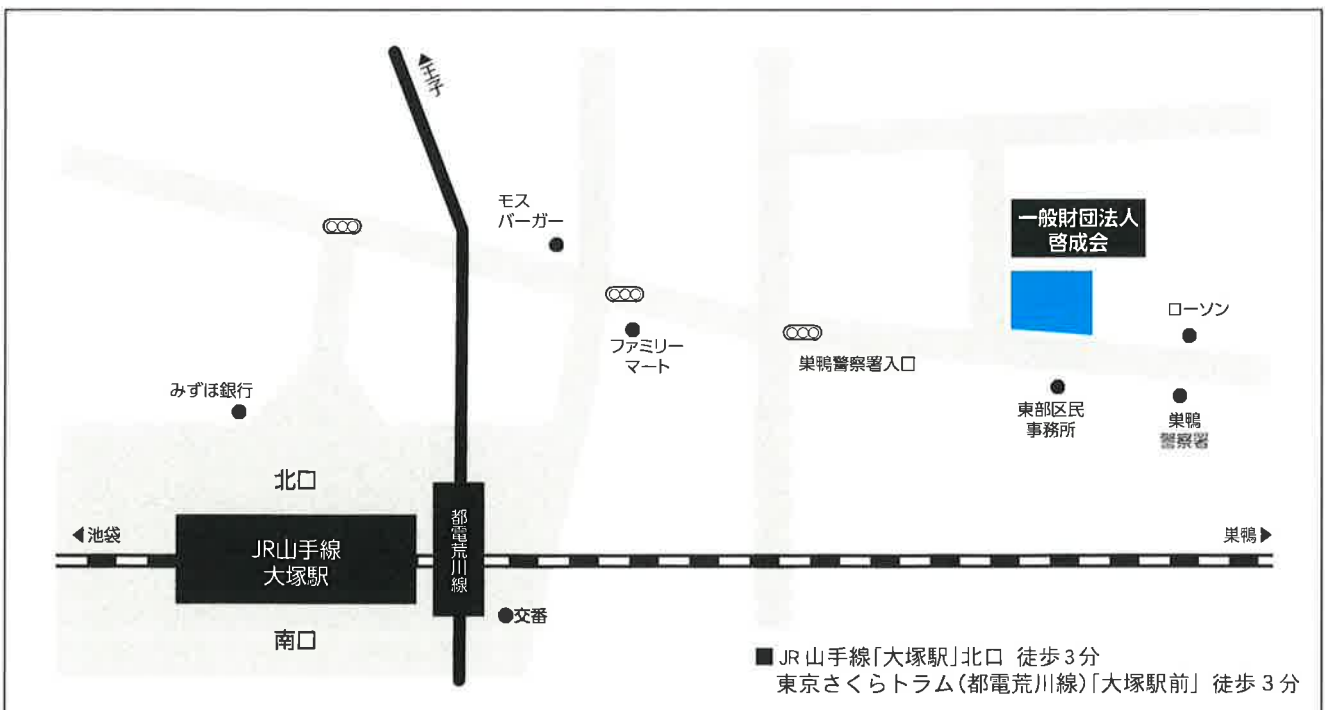 ▲王子
モス
バーガー
一般財団法人
啓成会
ファミリー
マート
ローソン
巣鴨警察署入口
みずほ銀行
東部区民
事務所
巣鴨
警察署
北口
◀池袋
巣鴨▶
JR山手線
大塚駅
都電荒川線
●交番
南口
■ JR山手線「大塚駅」北口 徒歩3分
東京さくらトラム(都電荒川線)「大塚駅前」徒歩3分